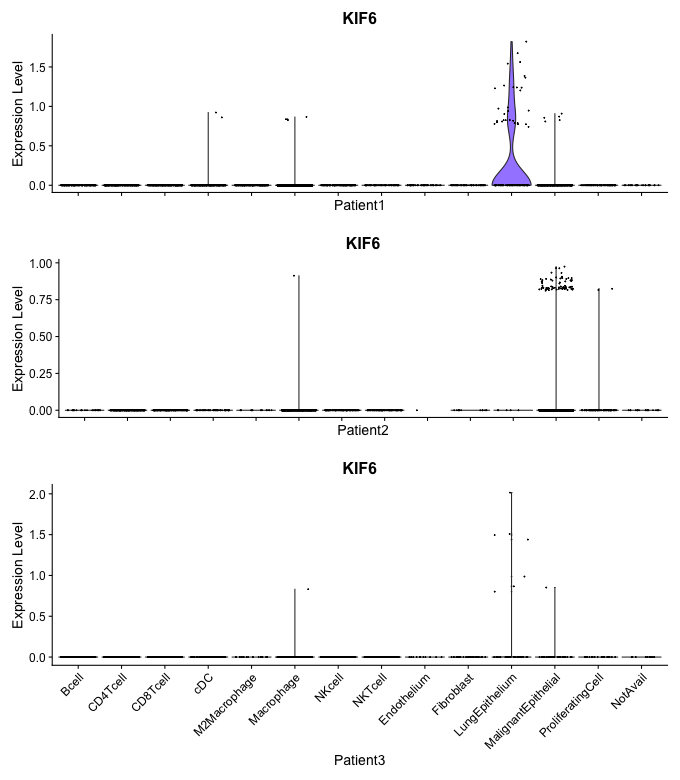 KIF6
Expression Level
1.5
1.0
0.5
0.0
Patient1
KIF6
Expression Level
1.00
0.75
0.50
0.25
0.00
Patient2
KIF6
Expression Level
2.0
1.5
1.0
0.5
0.0
Bcell
CD4Tcell
CD8Tcell
cDC
M2Macrophage
Macrophage
NKcell
NKTcell
Endothelium
Fibroblast
LungEpithelium
MalignantEpithelial
ProliferatingCell
NotAvail
Patient3